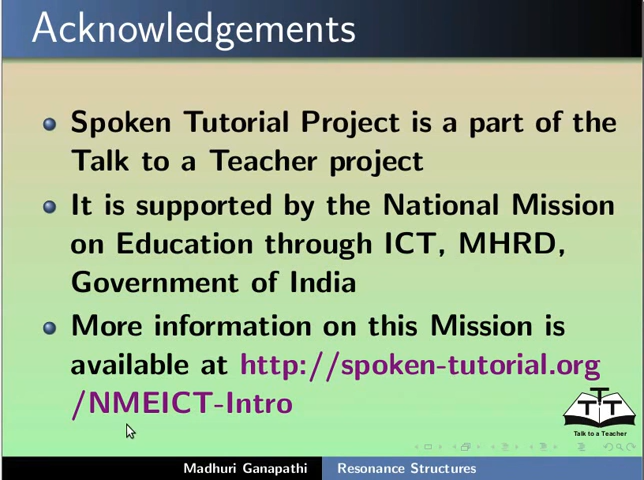 Acknowledgements
Spoken Tutorial Project is a part of the
Talk to a Teacher project
It is supported by the National Mission
on Education through ICT, MHRD,
Government of India
More information on this Mission is
available at http://spoken-tutorial.org
/NMEICT-Intro
TTT
Talk to a Teacher
Madhuri Ganapathi Resonance Structures